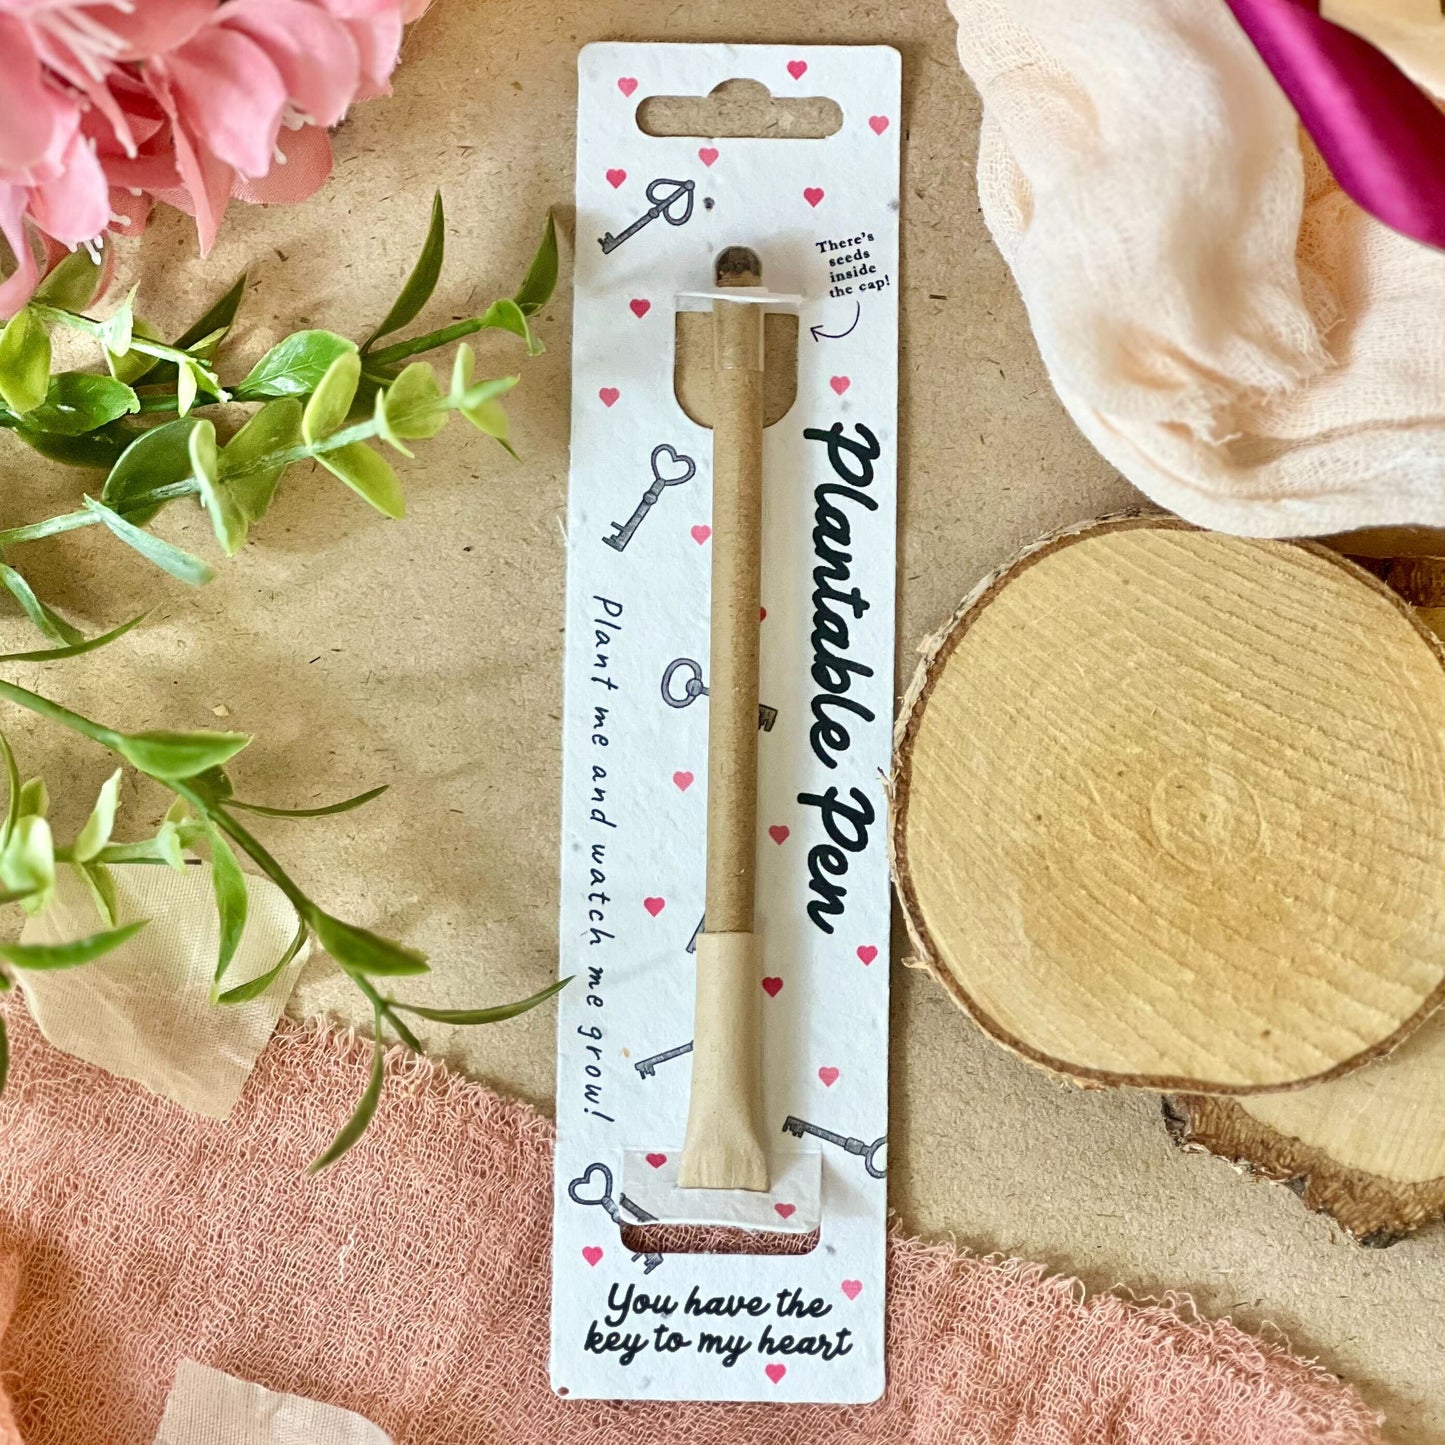 There's
seeds
inside
the cap!
Plantable Pen
Plant me and watch me grow!
You have the
key to my heart